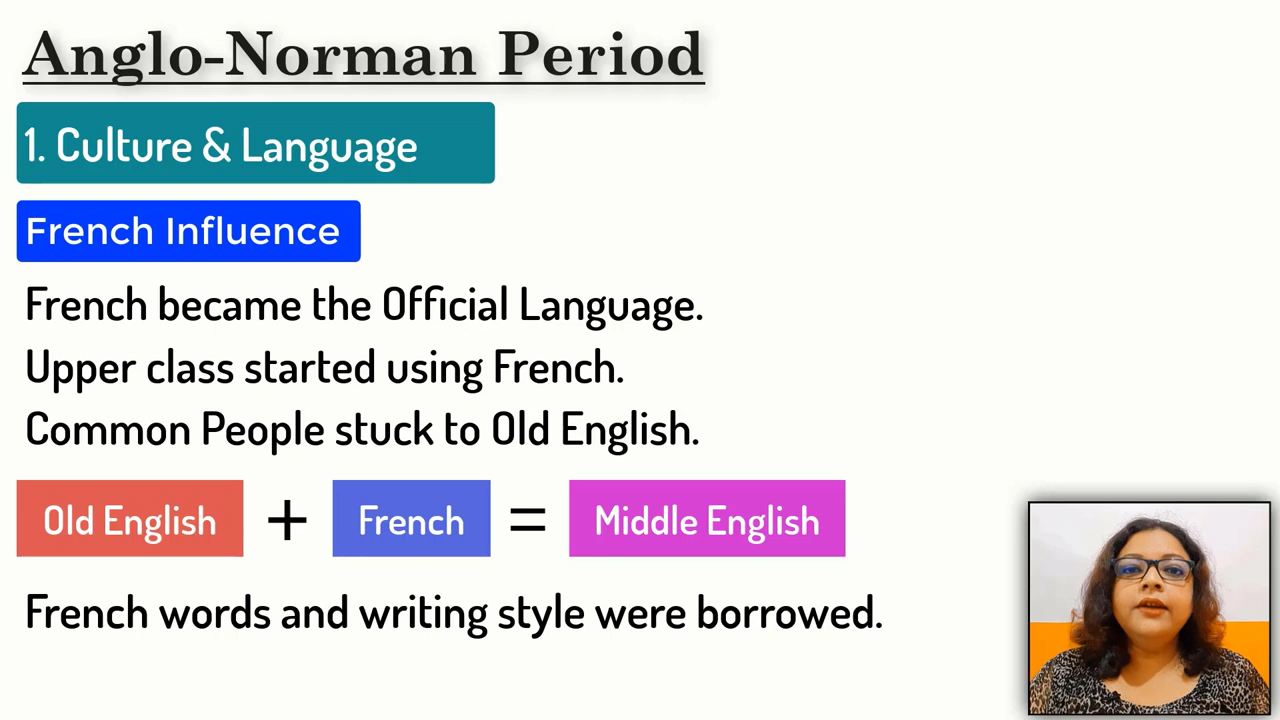 Anglo-Norman Period
1. Culture & Language
French Influence
French became the Official Language.
Upper class started using French.
Common People stuck to Old English.
Old English + French = Middle English
French words and writing style were borrowed.